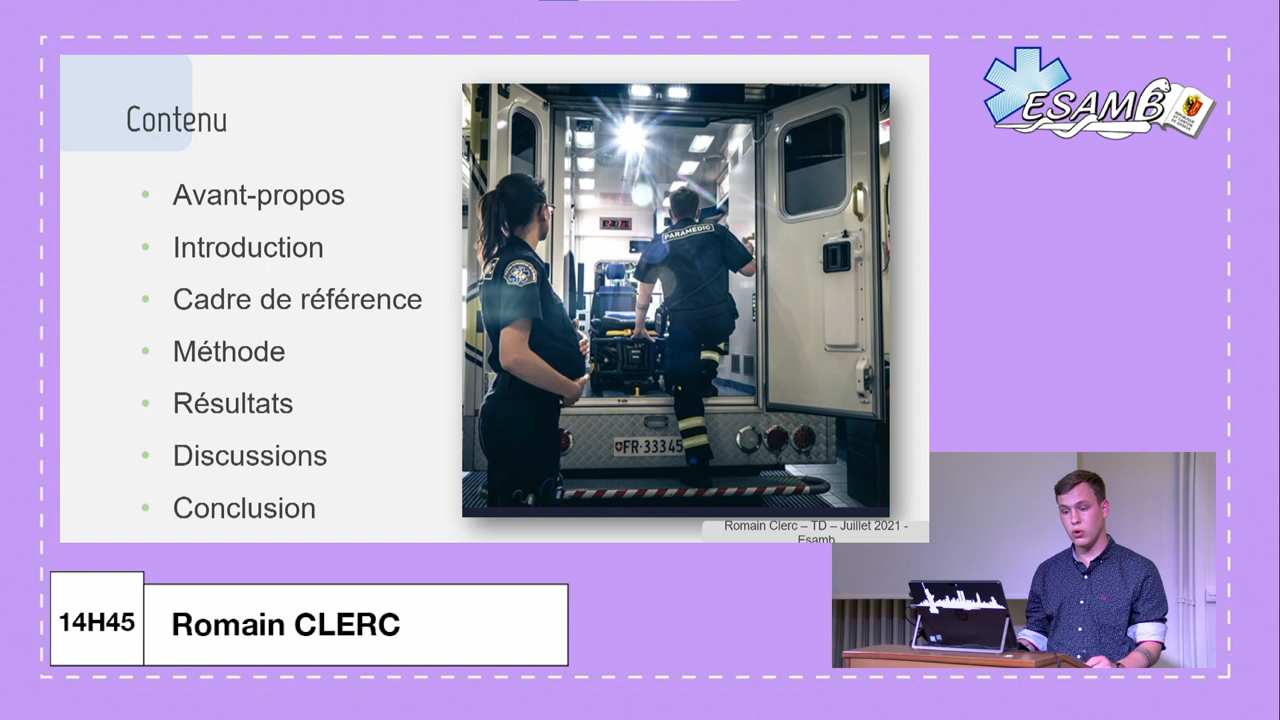 Contenu
• Avant-propos
• Introduction
• Cadre de référence
• Méthode
• Résultats
• Discussions
• Conclusion
PARAMEDIC
FR·33345
Romain Clerc – TD – Juillet 2021 -
Esamb
ESAMB
14H45
Romain CLERC